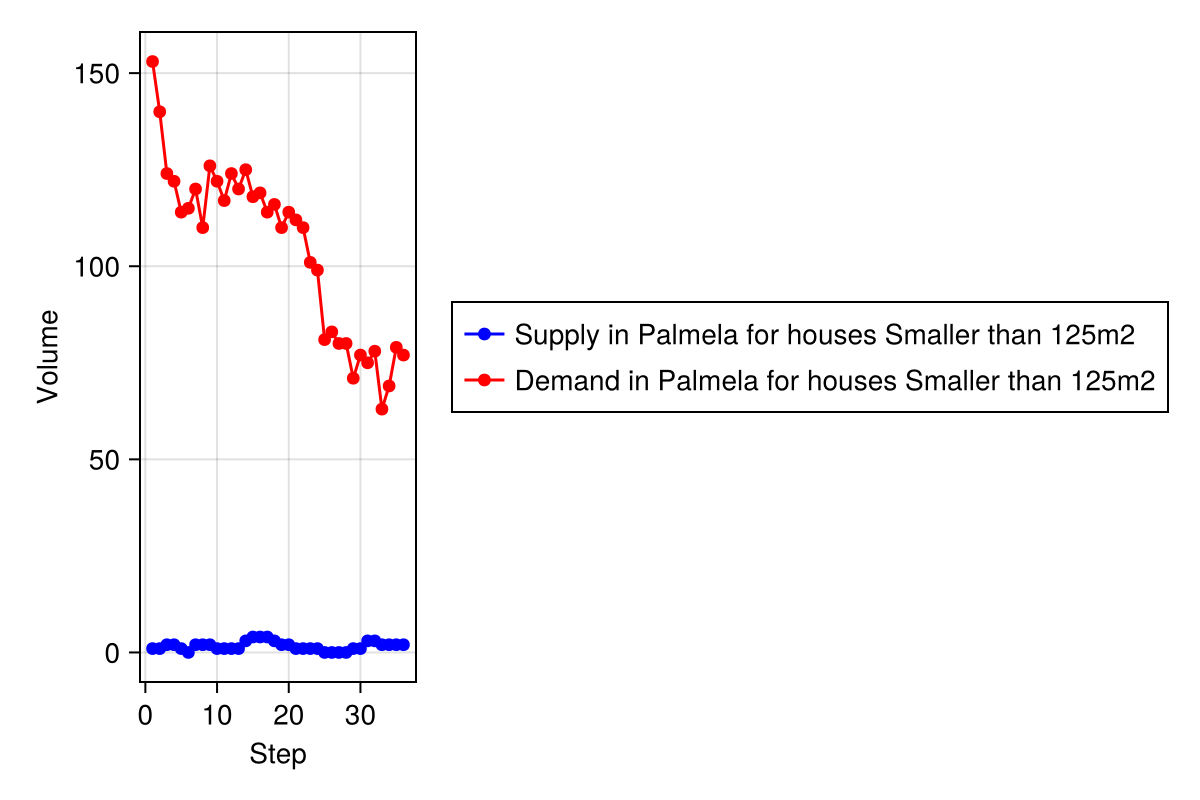 150
100
50
0
Volume
0 10 20 30
Step
Supply in Palmela for houses Smaller than 125m2
Demand in Palmela for houses Smaller than 125m2